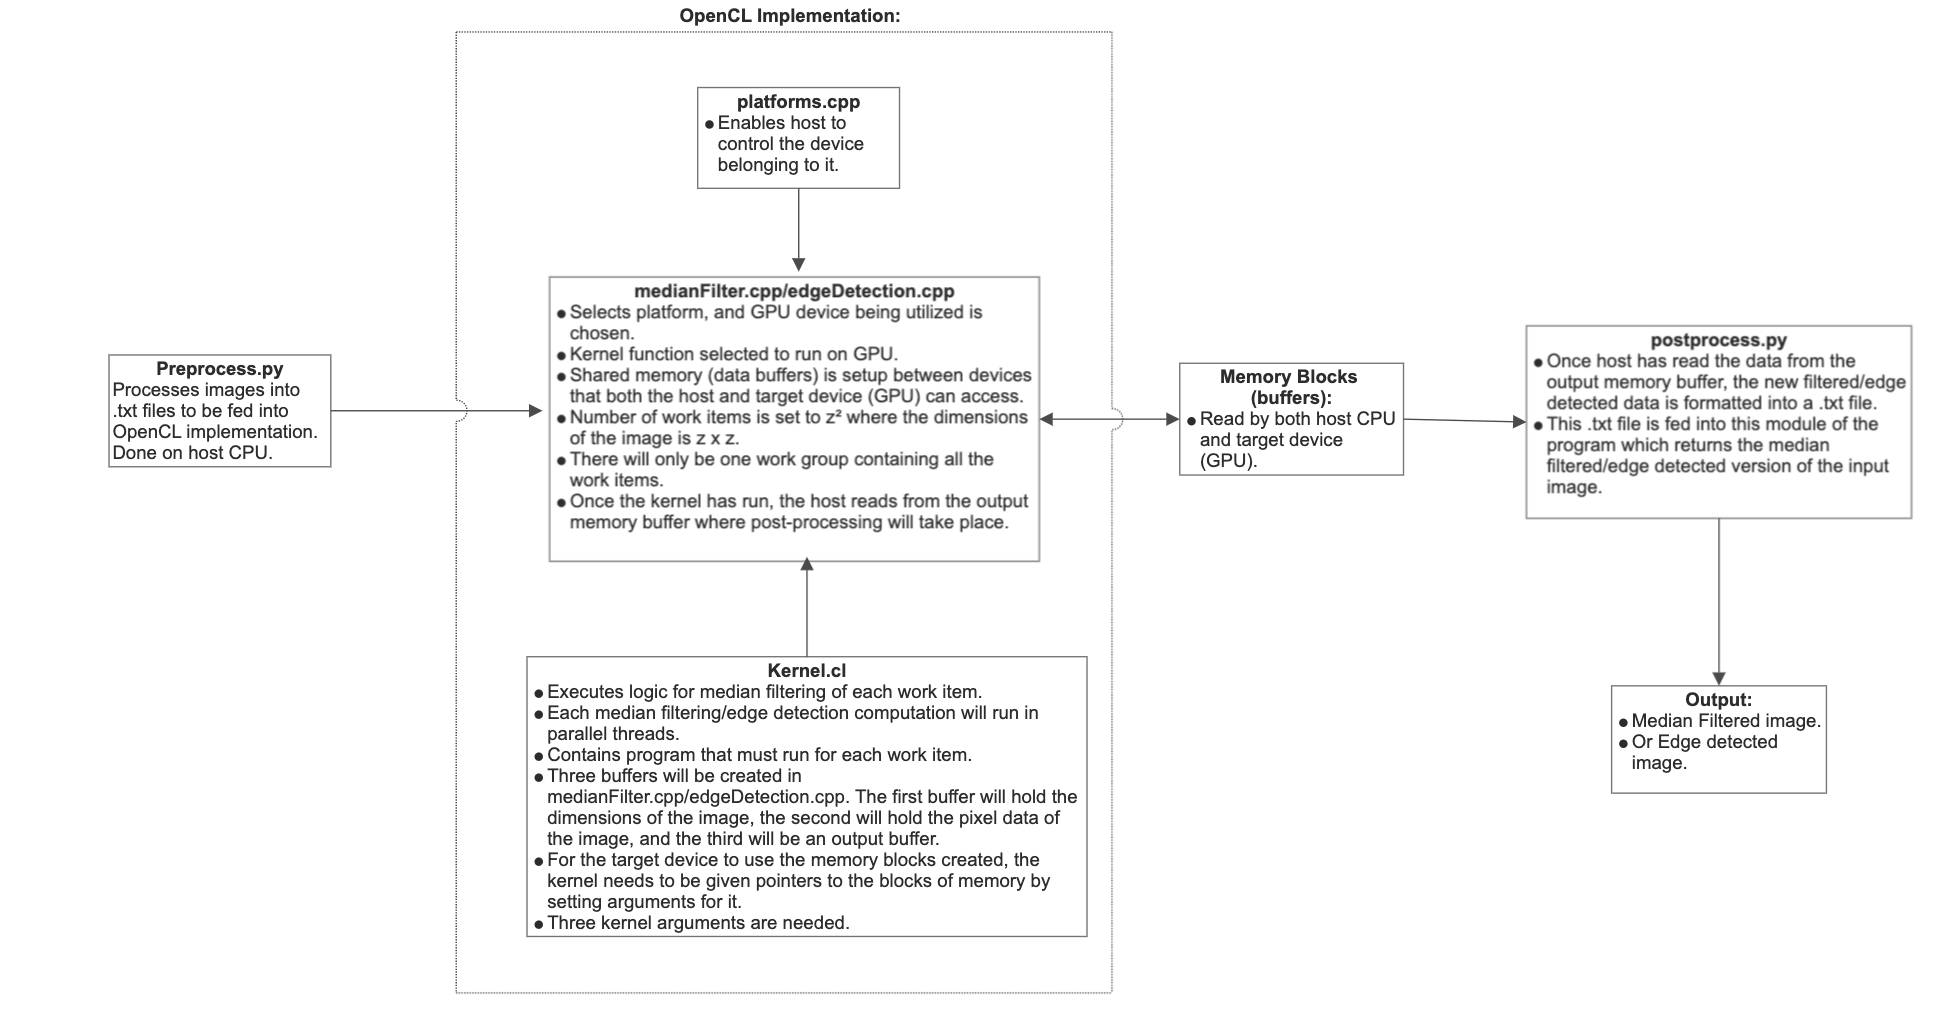 OpenCL Implementation:
platforms.cpp
● Enables host to
control the device
belonging to it.
medianFilter.cpp/edgeDetection.cpp
● Selects platform, and GPU device being utilized is
chosen.
● Kernel function selected to run on GPU.
● Shared memory (data buffers) is setup between devices
that both the host and target device (GPU) can access.
● Number of work items is set to z² where the dimensions
of the image is z x z.
● There will only be one work group containing all the
work items.
● Once the kernel has run, the host reads from the output
memory buffer where post-processing will take place.
Preprocess.py
Processes images into
.txt files to be fed into
OpenCL implementation.
Done on host CPU.
Memory Blocks
(buffers):
● Read by both host CPU
and target device
(GPU).
postprocess.py
● Once host has read the data from the
output memory buffer, the new filtered/edge
detected data is formatted into a .txt file.
● This .txt file is fed into this module of the
program which returns the median
filtered/edge detected version of the input
image.
Kernel.cl
● Executes logic for median filtering of each work item.
● Each median filtering/edge detection computation will run in
parallel threads.
● Contains program that must run for each work item.
● Three buffers will be created in
medianFilter.cpp/edgeDetection.cpp. The first buffer will hold the
dimensions of the image, the second will hold the pixel data of
the image, and the third will be an output buffer.
● For the target device to use the memory blocks created, the
kernel needs to be given pointers to the blocks of memory by
setting arguments for it.
● Three kernel arguments are needed.
Output:
● Median Filtered image.
● Or Edge detected
image.